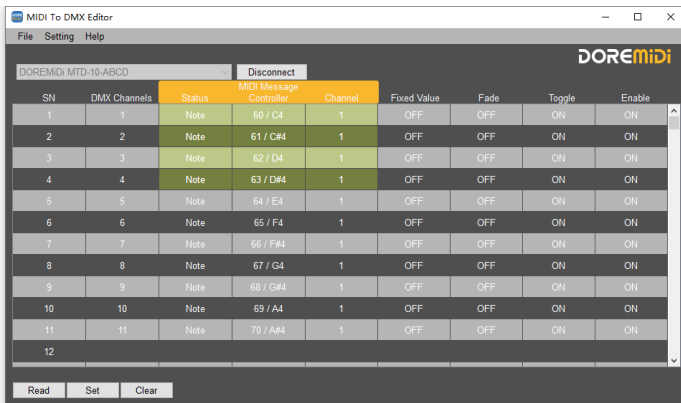 MIDI To DMX Editor
File Setting Help
DOREMiDi
DOREMiDi MTD-10-ABCD Disconnect
MIDI Message
SN DMX Channels Status Controller Channel Fixed Value Fade Toggle Enable
1 1 Note 60 / C4 1 OFF OFF ON ON
2 2 Note 61 / C#4 1 OFF OFF ON ON
3 3 Note 62 / D4 1 OFF OFF ON ON
4 4 Note 63 / D#4 1 OFF OFF ON ON
5 5 Note 64 / E4 1 OFF OFF ON ON
6 6 Note 65 / F4 1 OFF OFF ON ON
7 7 Note 66 / F#4 1 OFF OFF ON ON
8 8 Note 67 / G4 1 OFF OFF ON ON
9 9 Note 68 / G#4 1 OFF OFF ON ON
10 10 Note 69 / A4 1 OFF OFF ON ON
11 11 Note 70 / A#4 1 OFF OFF ON ON
12
Read Set Clear